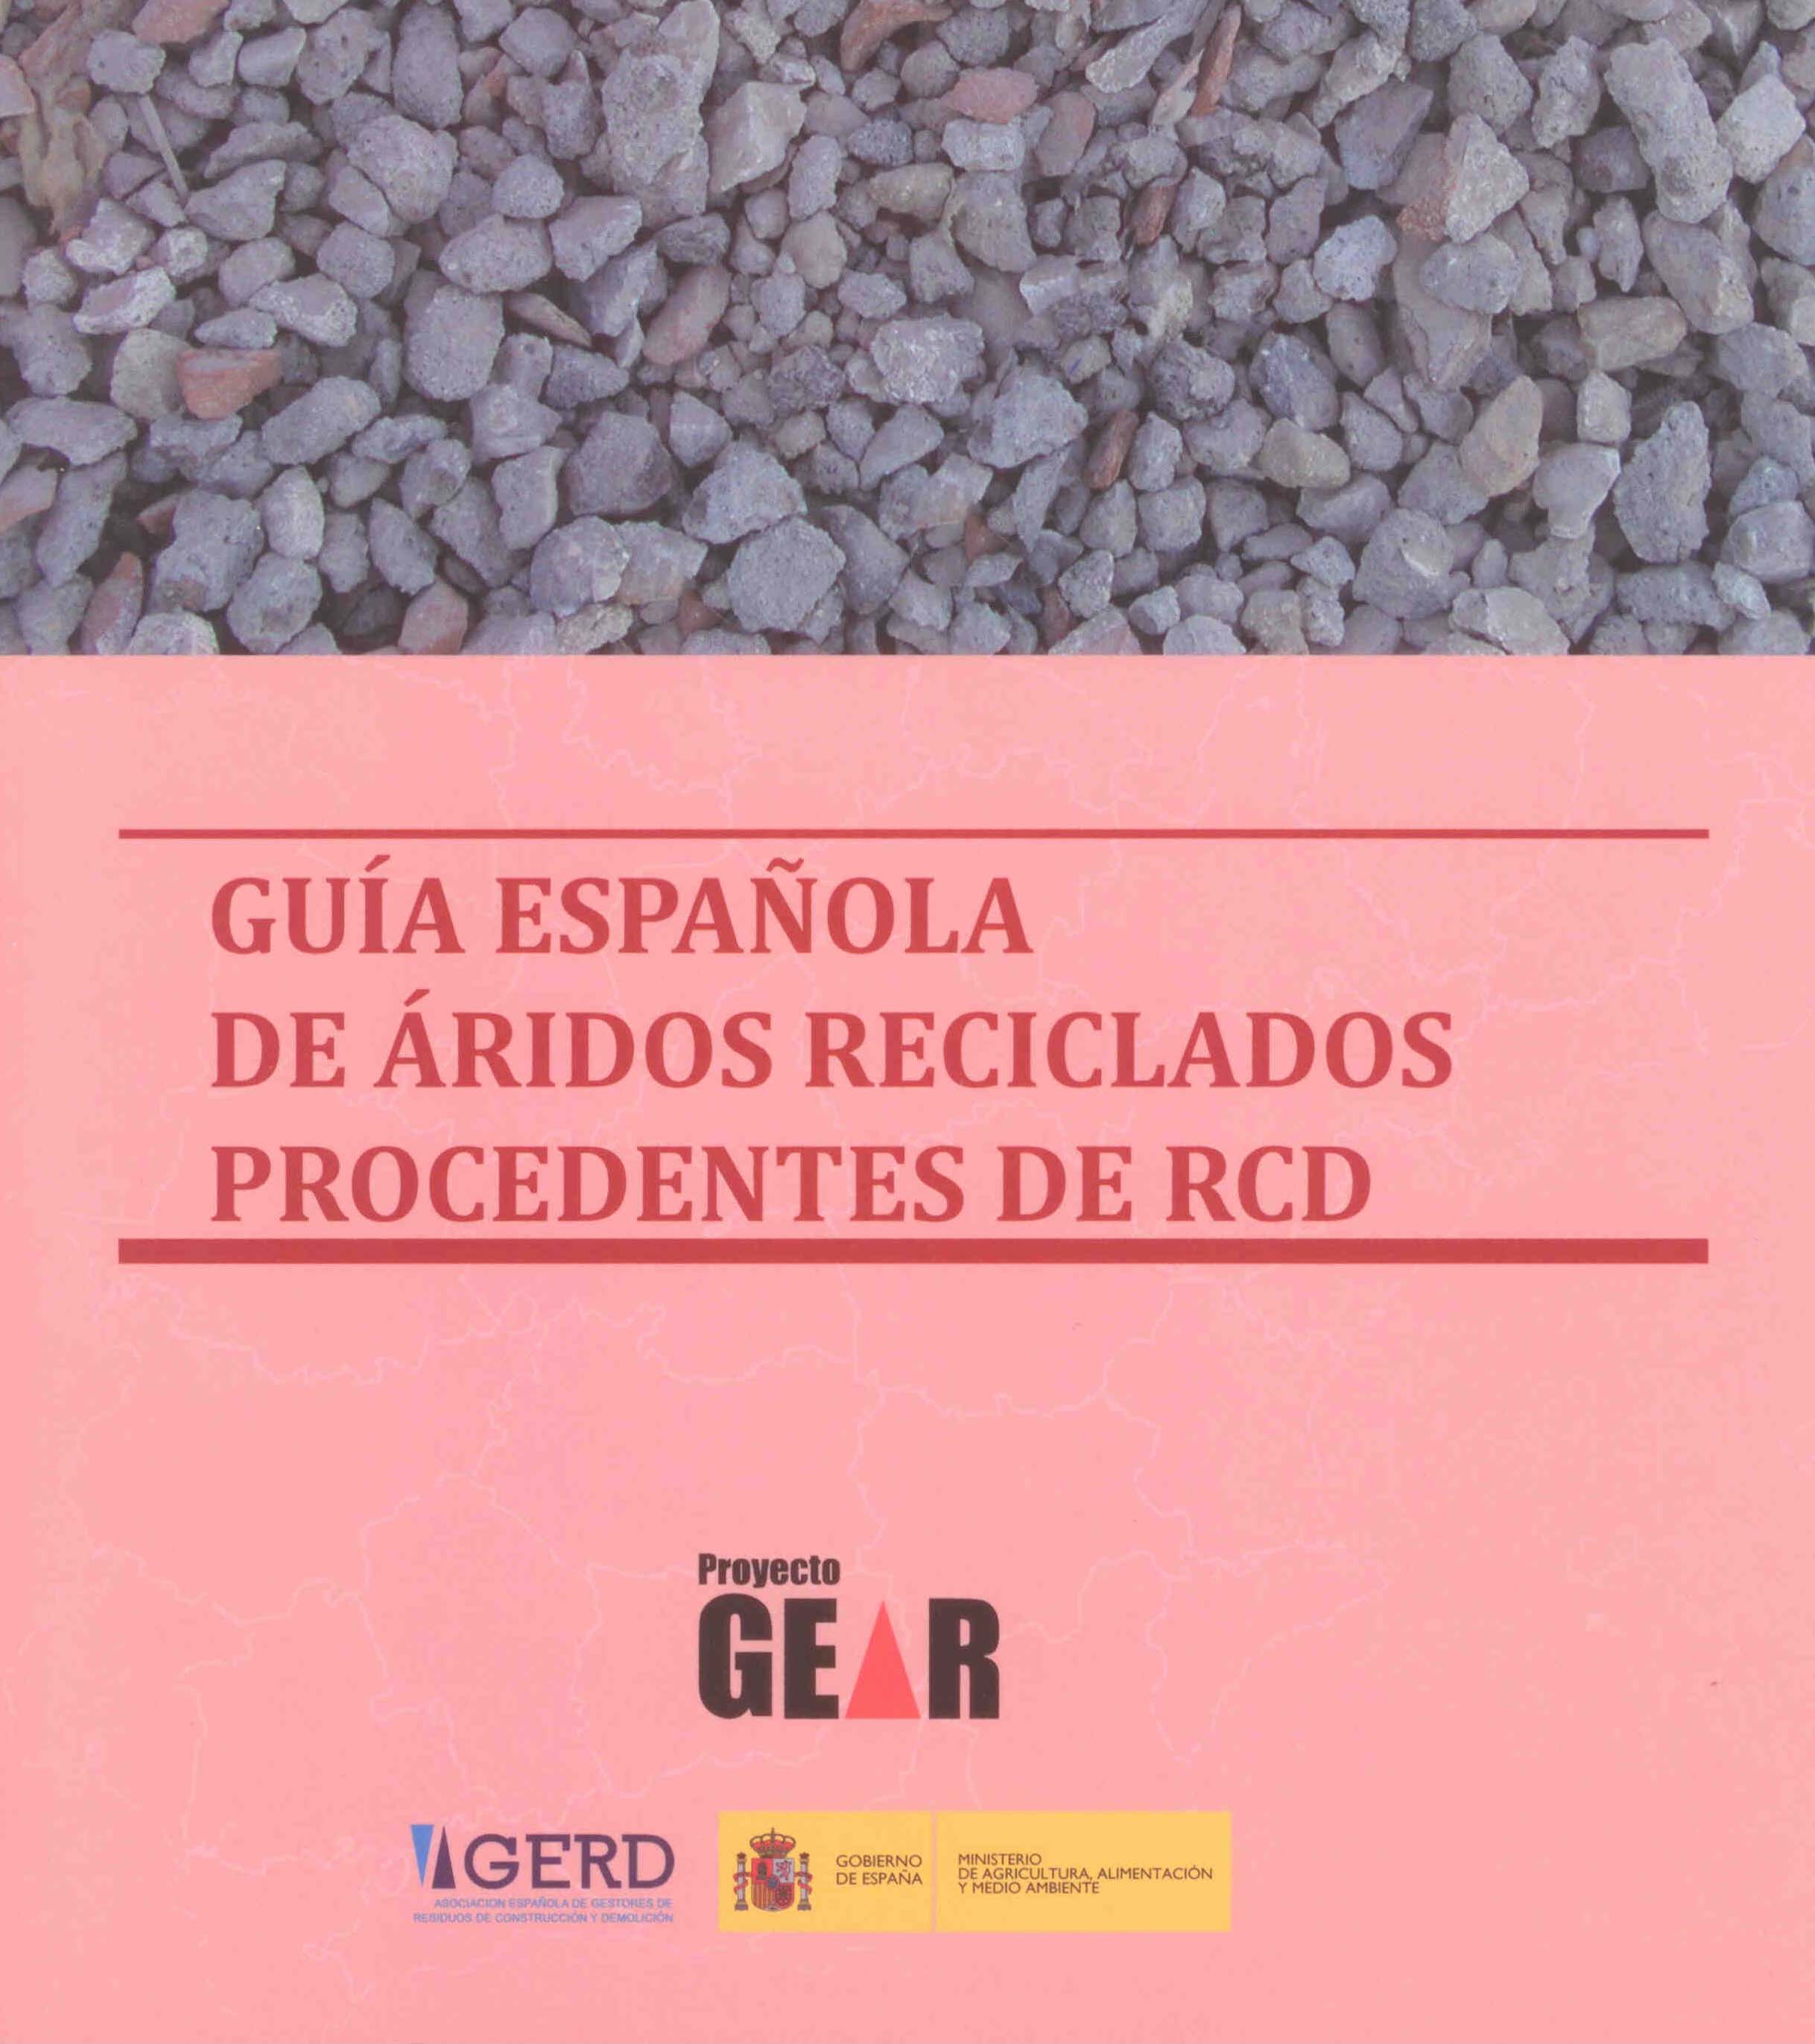 GUÍA ESPAÑOLA
DE ÁRIDOS RECICLADOS
PROCEDENTES DE RCD
Proyecto
GEAR
GERD
ASOCIACION ESPAÑOLA DE GESTORES DE
RESIDUOS DE CONSTRUCCIÓN Y DEMOLICIÓN
GOBIERNO
DE ESPAÑA
MINISTERIO
DE AGRICULTURA, ALIMENTACIÓN
Y MEDIO AMBIENTE